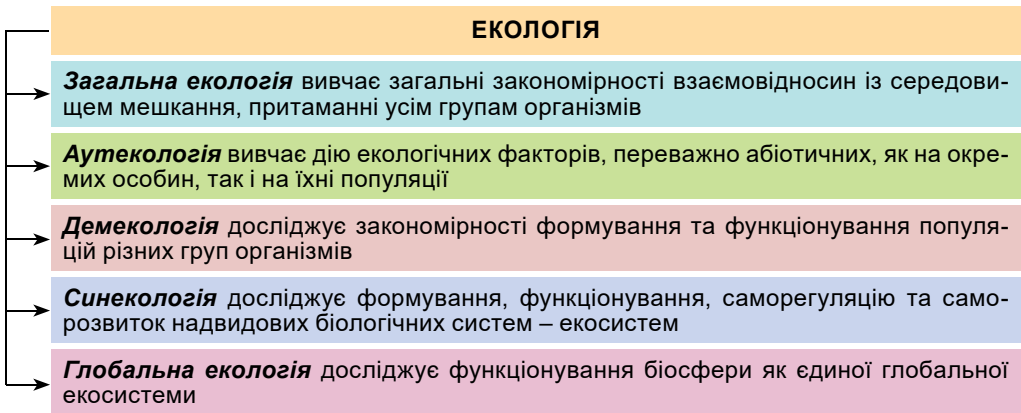 ЕКОЛОГІЯ
Загальна екологія вивчає загальні закономірності взаємовідносин із середови-
щем мешкання, притаманні усім групам організмів
Аутекологія вивчає дію екологічних факторів, переважно абіотичних, як на окре-
мих особин, так і на їхні популяції
Демекологія досліджує закономірності формування та функціонування популя-
цій різних груп організмів
Синекологія досліджує формування, функціонування, саморегуляцію та само-
розвиток надвидових біологічних систем – екосистем
Глобальна екологія досліджує функціонування біосфери як єдиної глобальної
екосистеми